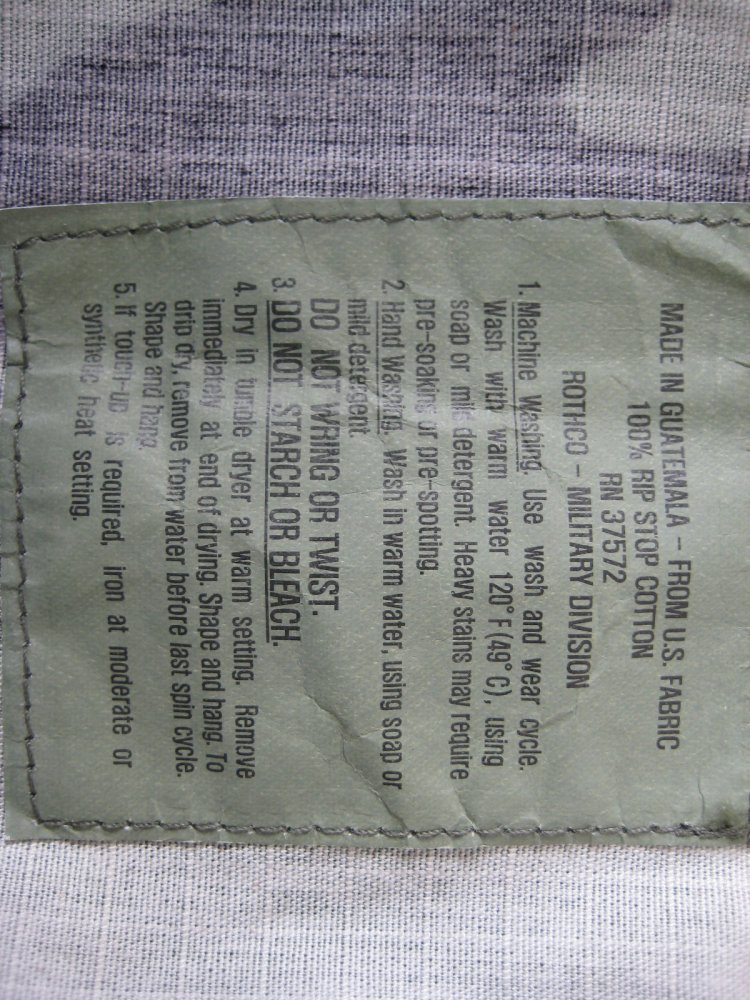 MADE IN GUATEMALA – FROM U.S. FABRIC
100% RIP STOP COTTON
RN 37572
ROTHCO – MILITARY DIVISION
1. Machine Washing. Use wash and wear cycle.
Wash with warm water 120° F (49° C), using
soap or mild detergent. Heavy stains may require
pre-soaking or pre-spotting.
2. Hand Washing. Wash in warm water, using soap or
mild detergent.
DO NOT WRING OR TWIST.
3. DO NOT STARCH OR BLEACH.
4. Dry in tumble dryer at warm setting. Remove
immediately at end of drying. Shape and hang. To
drip dry, remove from water before last spin cycle.
Shape and hang.
5. If touch-up is required, iron at moderate or
synthetic heat setting.